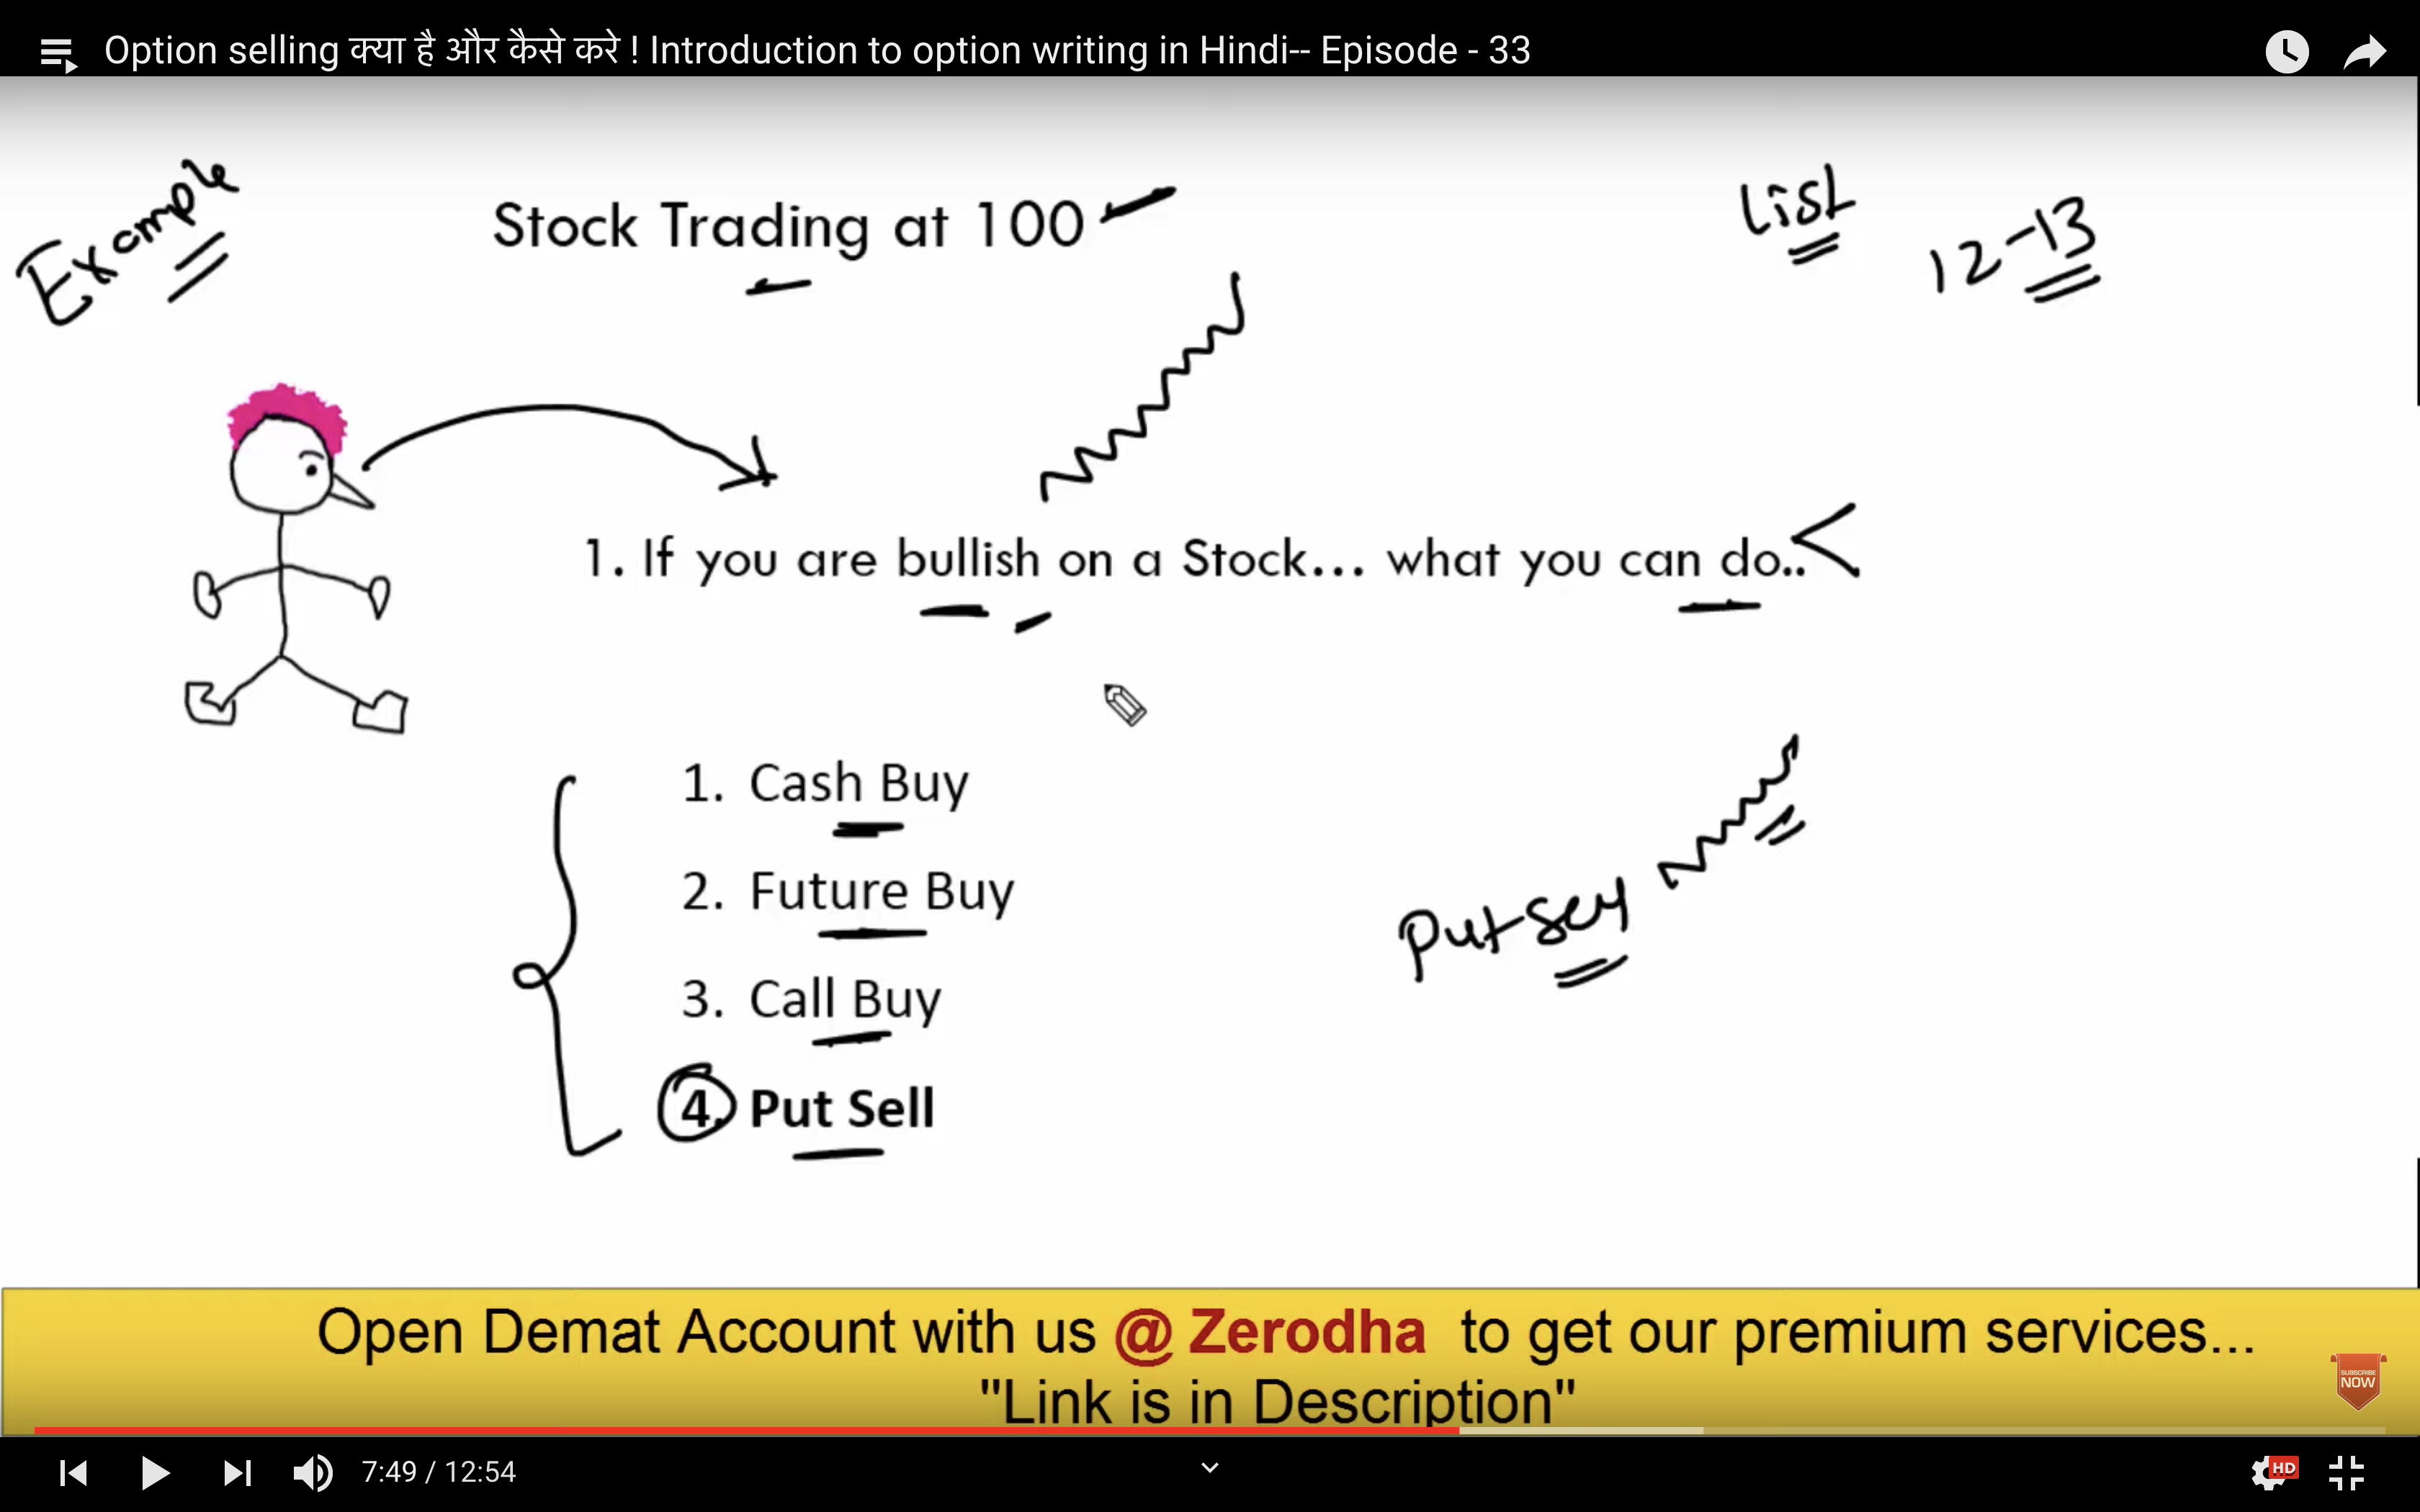 Option selling क्या है और कैसे करे ! Introduction to option writing in Hindi-- Episode - 33
Example
Stock Trading at 100
List
12-13
1. If you are bullish on a Stock... what you can do..
1. Cash Buy
2. Future Buy
3. Call Buy
4. Put Sell
Put sell
Open Demat Account with us @ Zerodha to get our premium services...
"Link is in Description"
SUBSCRIBE
NOW
7:49 / 12:54
HD